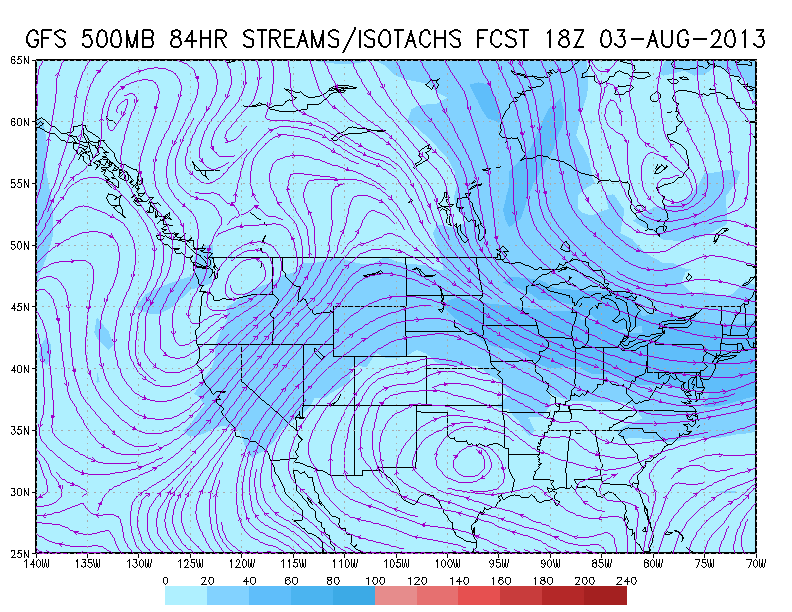 GFS 500MB 84HR STREAMS/ISOTACHS FCST 18Z 03-AUG-2013
65N
60N
55N
50N
45N
40N
35N
30N
25N
140W 135W 130W 125W 120W 115W 110W 105W 100W 95W 90W 85W 80W 75W 70W
0 20 40 60 80 100 120 140 160 180 200 240